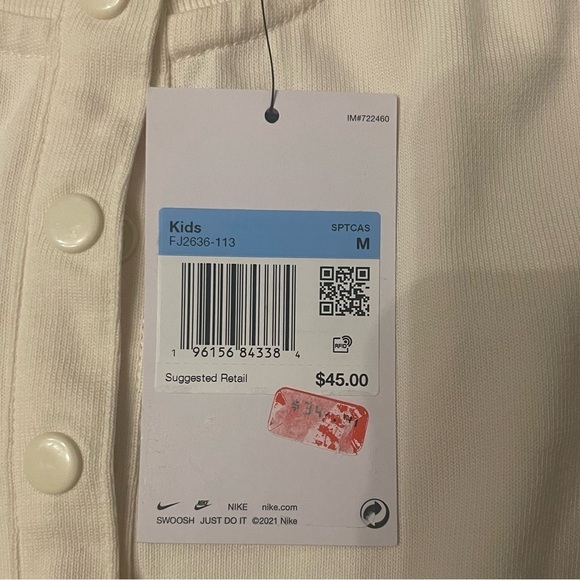 IM#722460
Kids SPTCAS
FJ2636-113 M
RFID
1 96156 84338 4
Suggested Retail $45.00
NIKE nike.com
SWOOSH JUST DO IT ©2021 Nike